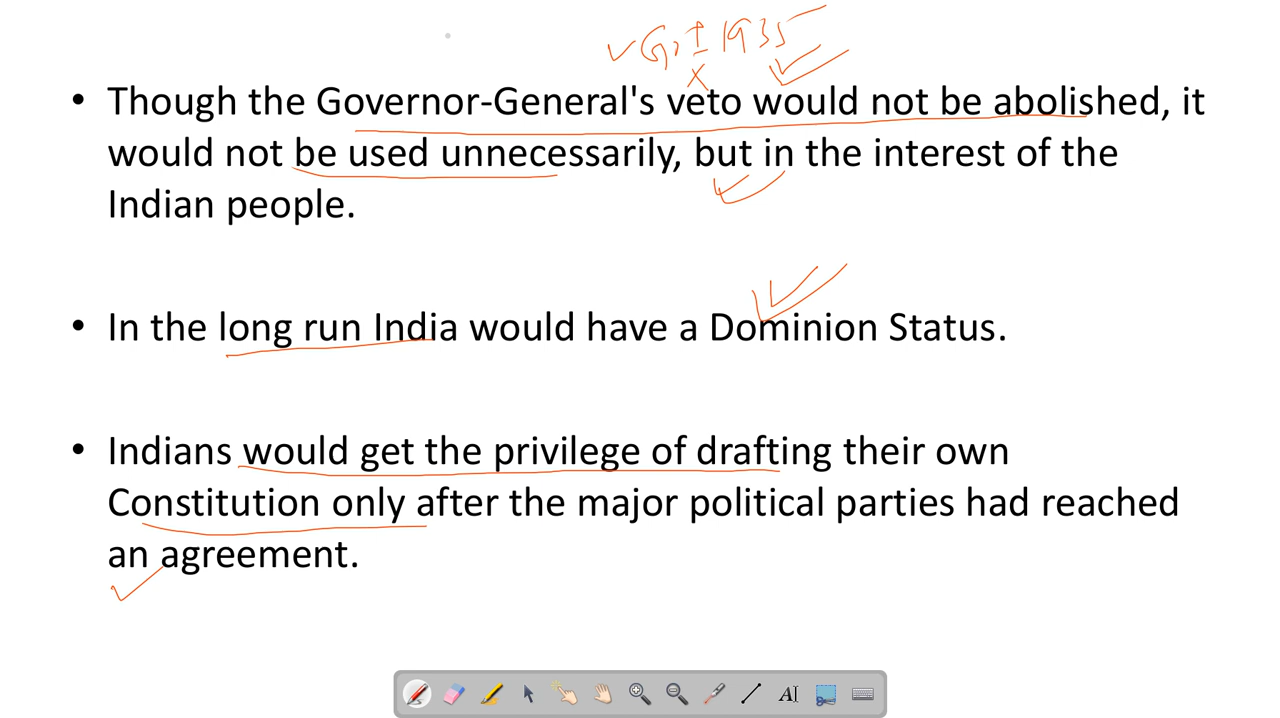 1935
• Though the Governor-General's veto would not be abolished, it
would not be used unnecessarily, but in the interest of the
Indian people.
• In the long run India would have a Dominion Status.
• Indians would get the privilege of drafting their own
Constitution only after the major political parties had reached
an agreement.